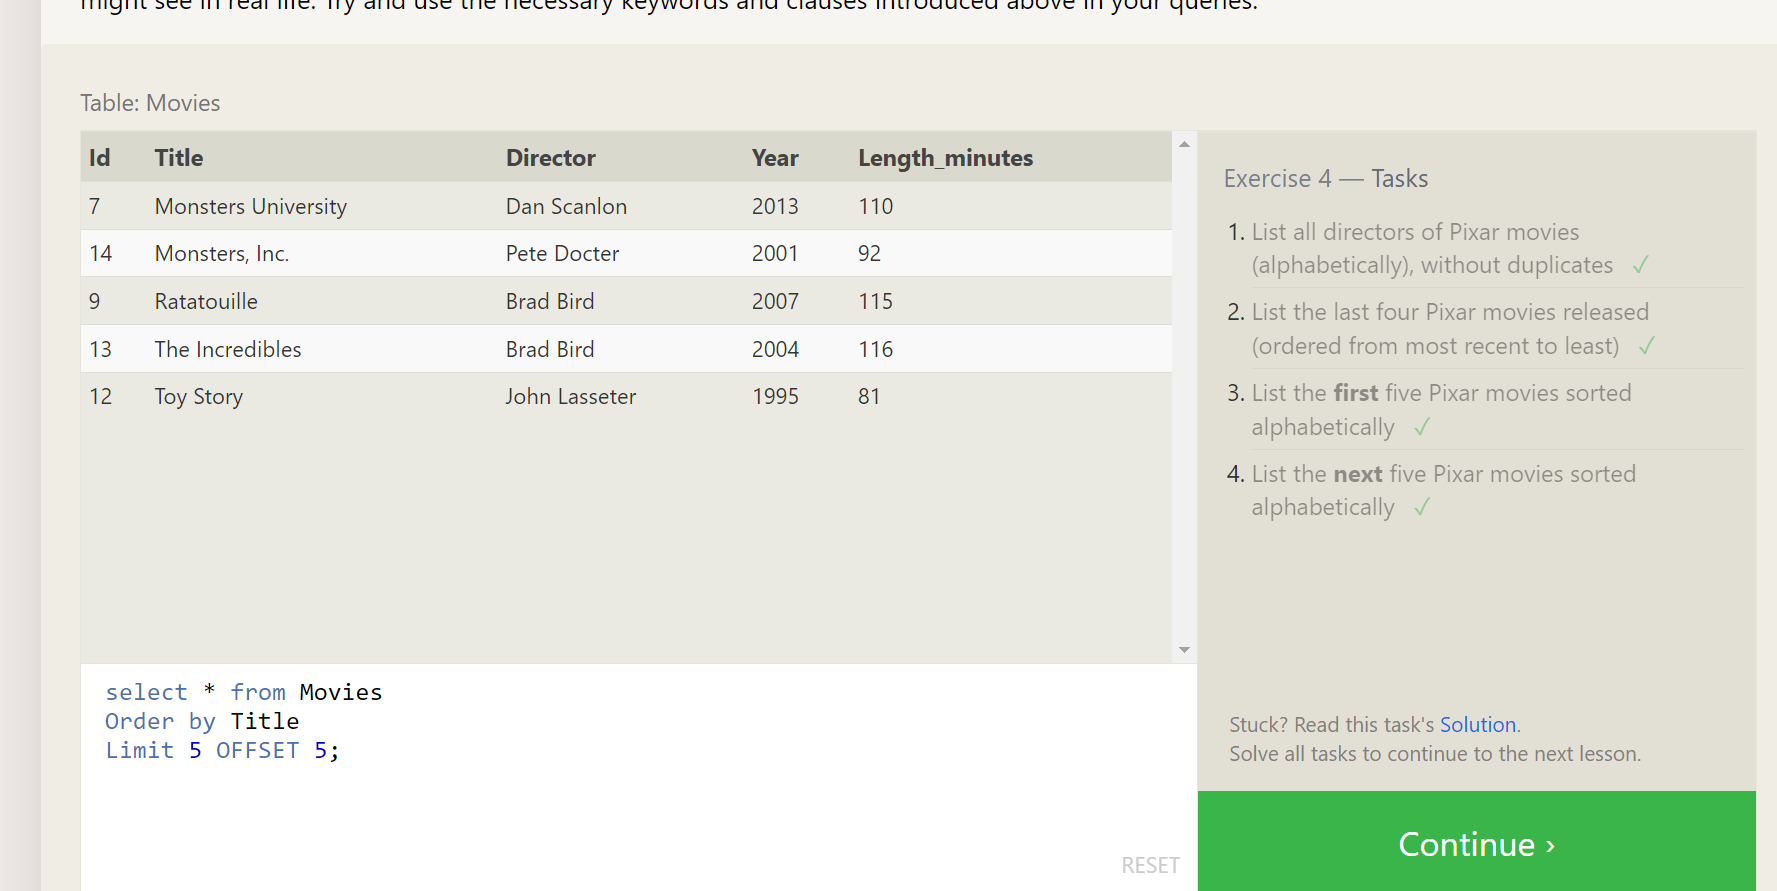 might see in real life. Try and use the necessary keywords and clauses introduced above in your queries.
Table: Movies
Id Title Director Year Length_minutes
7 Monsters University Dan Scanlon 2013 110
14 Monsters, Inc. Pete Docter 2001 92
9 Ratatouille Brad Bird 2007 115
13 The Incredibles Brad Bird 2004 116
12 Toy Story John Lasseter 1995 81
select * from Movies
Order by Title
Limit 5 OFFSET 5;
RESET
Exercise 4 — Tasks
1. List all directors of Pixar movies
(alphabetically), without duplicates ✓
2. List the last four Pixar movies released
(ordered from most recent to least) ✓
3. List the first five Pixar movies sorted
alphabetically ✓
4. List the next five Pixar movies sorted
alphabetically ✓
Stuck? Read this task's Solution.
Solve all tasks to continue to the next lesson.
Continue ›